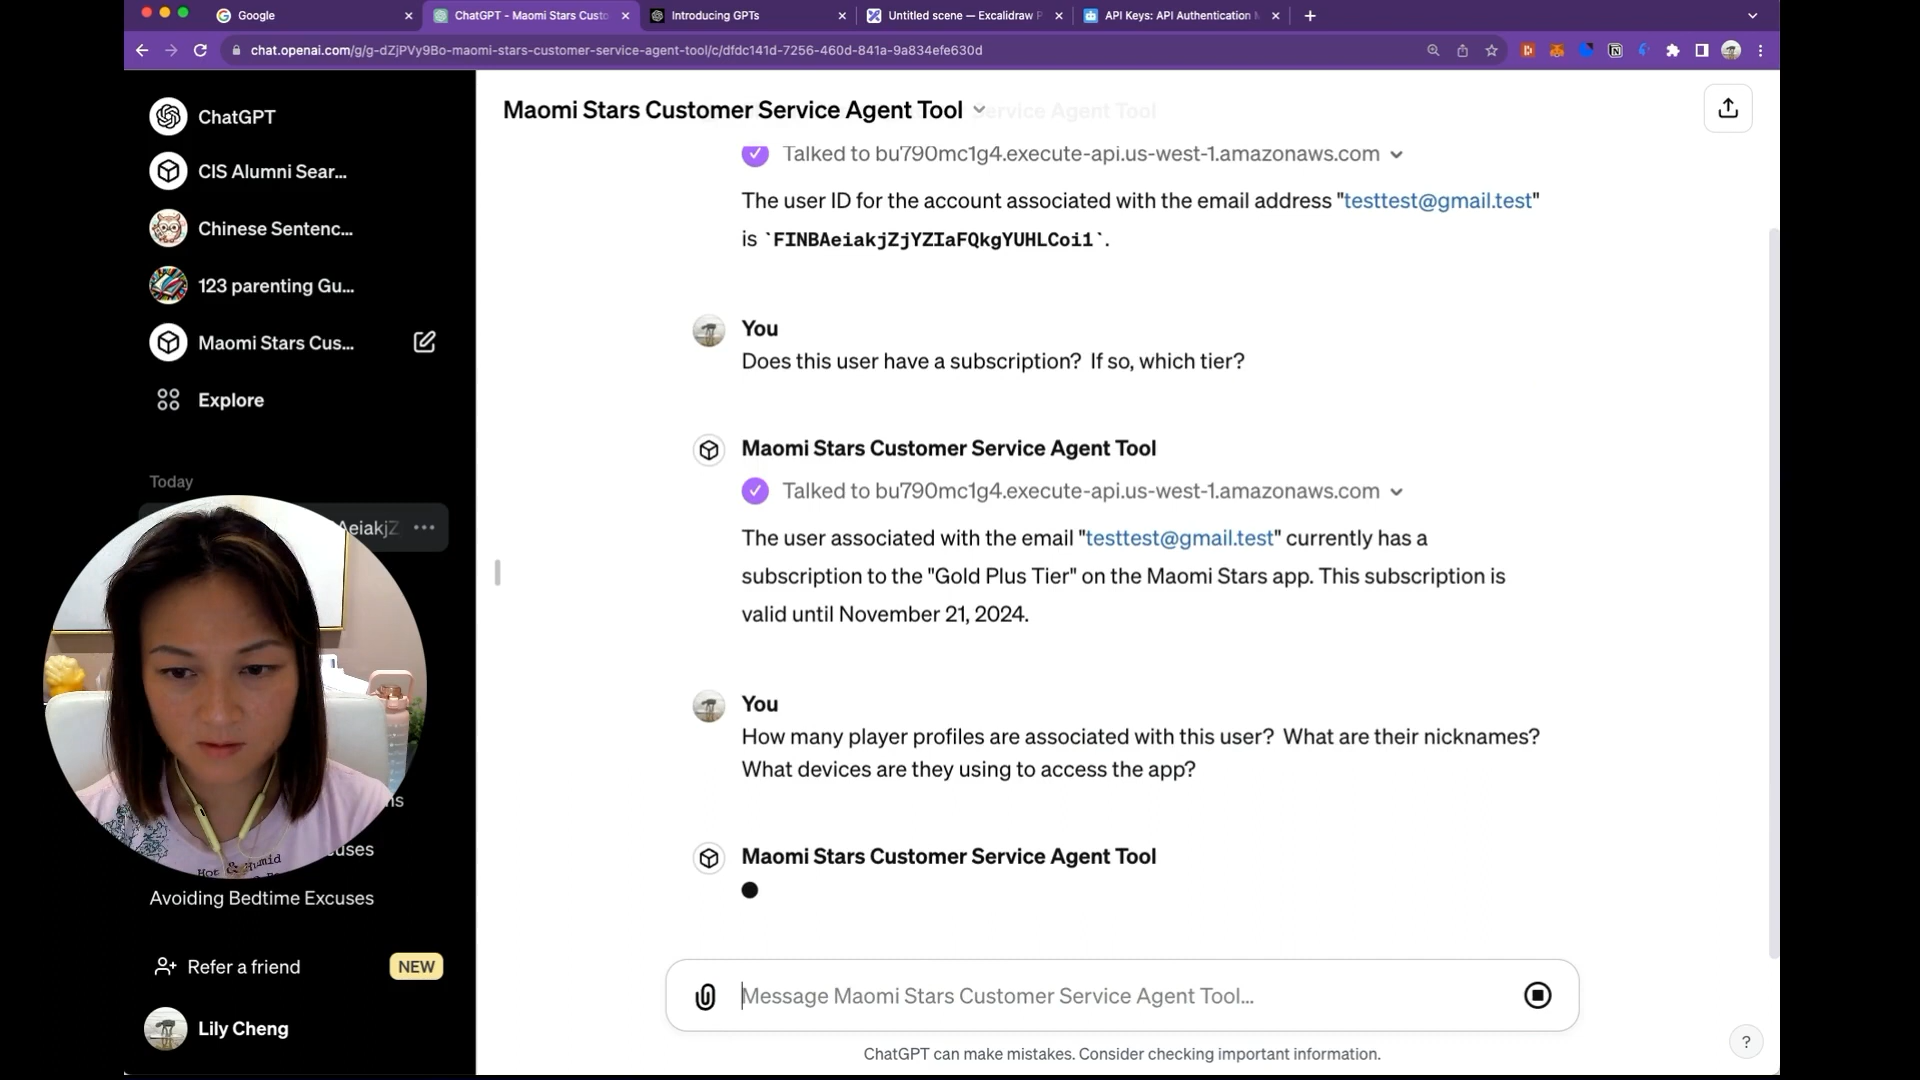 Google
ChatGPT - Maomi Stars Custo
Introducing GPTs
Untitled scene — Excalidraw
API Keys: API Authentication
chat.openai.com/g/g-dZjPVy9Bo-maomi-stars-customer-service-agent-tool/c/dfdc141d-7256-460d-841a-9a834efe630d
ChatGPT
CIS Alumni Sear...
Chinese Sentenc...
123 parenting Gu...
Maomi Stars Cus...
Explore
Today
AeiakjZ
uses
Avoiding Bedtime Excuses
Refer a friend
NEW
Lily Cheng
Hot & Humid
Maomi Stars Customer Service Agent Tool
Service Agent Tool
Talked to bu790mc1g4.execute-api.us-west-1.amazonaws.com
The user ID for the account associated with the email address "testtest@gmail.test"
is `FINBAeiakjZjYZIaFQkgYUHLCoi1`.
You
Does this user have a subscription? If so, which tier?
Maomi Stars Customer Service Agent Tool
Talked to bu790mc1g4.execute-api.us-west-1.amazonaws.com
The user associated with the email "testtest@gmail.test" currently has a
subscription to the "Gold Plus Tier" on the Maomi Stars app. This subscription is
valid until November 21, 2024.
You
How many player profiles are associated with this user? What are their nicknames?
What devices are they using to access the app?
Maomi Stars Customer Service Agent Tool
Message Maomi Stars Customer Service Agent Tool...
ChatGPT can make mistakes. Consider checking important information.
?